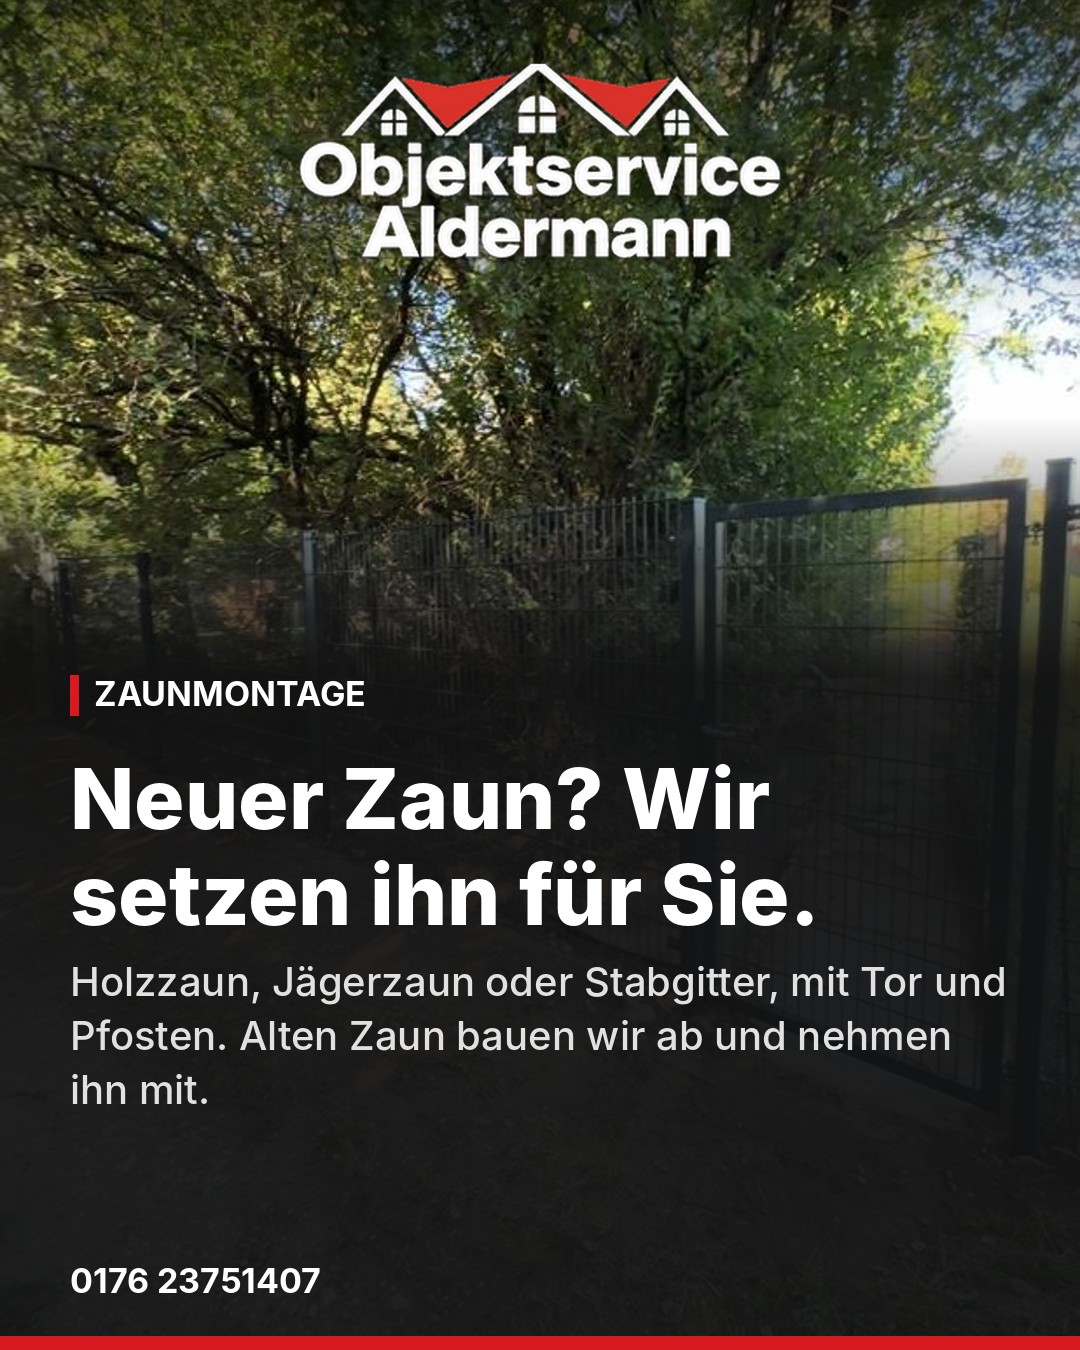 Objektservice
Aldermann
ZAUNMONTAGE
Neuer Zaun? Wir
setzen ihn für Sie.
Holzzaun, Jägerzaun oder Stabgitter, mit Tor und
Pfosten. Alten Zaun bauen wir ab und nehmen
ihn mit.
0176 23751407